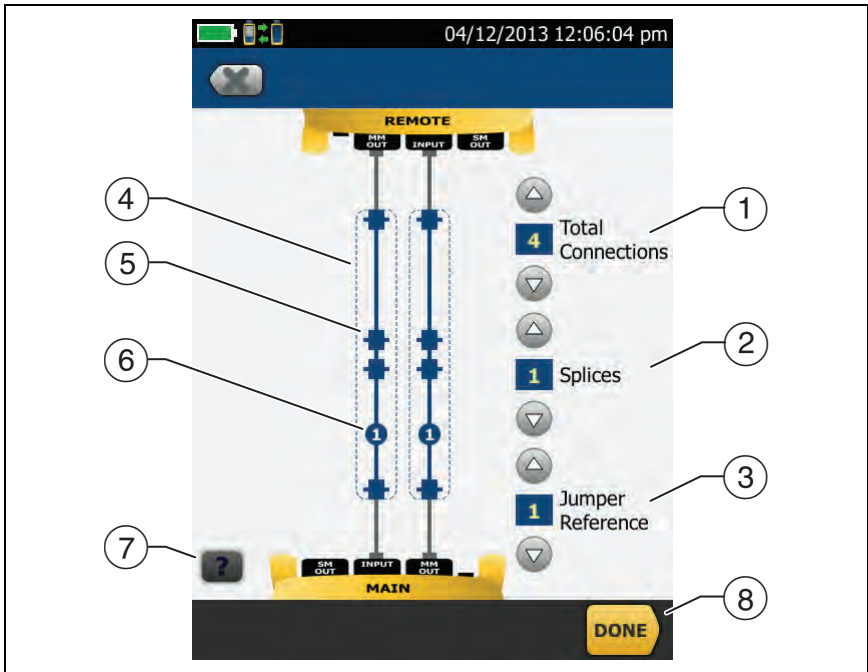 04/12/2013 12:06:04 pm
REMOTE
MM OUT
INPUT
SM OUT
4
Total
Connections
1
4
5
1
Splices
2
6
1
1
1
Jumper
Reference
3
7
?
SM OUT
INPUT
MM OUT
MAIN
DONE
8